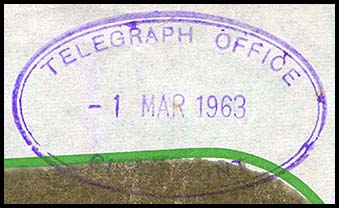 TELEGRAPH OFFICE
- 1 MAR 1963